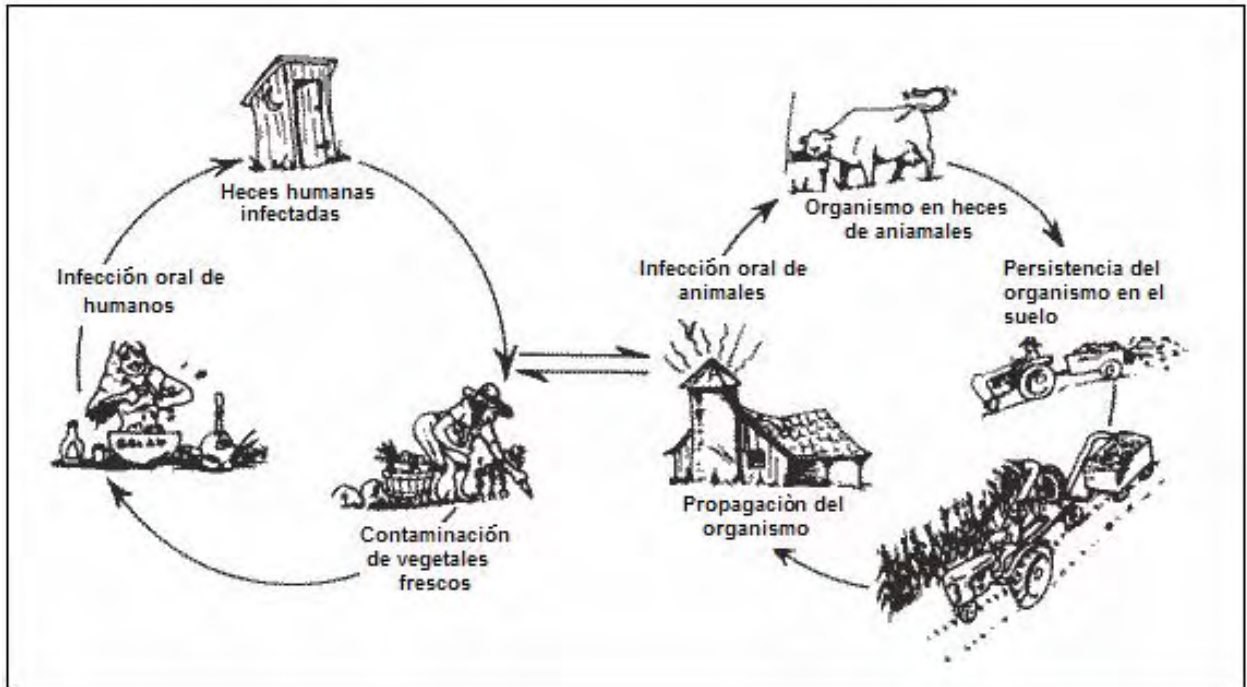 Heces humanas
infectadas
Infección oral de
humanos
Contaminación
de vegetales
frescos
Organismo en heces
de aniamales
Infección oral de
animales
Persistencia del
organismo en el
suelo
Propagaciòn del
organismo